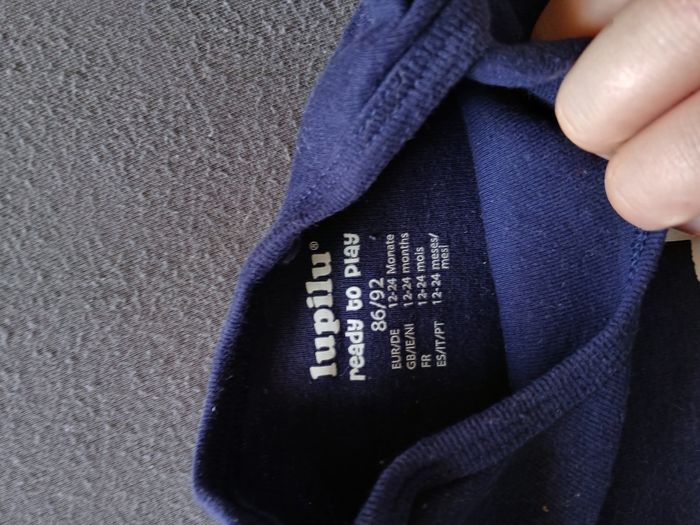 lupilu®
ready to play
86/92
EUR/DE 12-24 Monate
GB/IE/NI 12-24 months
FR 12-24 mois
ES/IT/PT 12-24 meses/
mesi